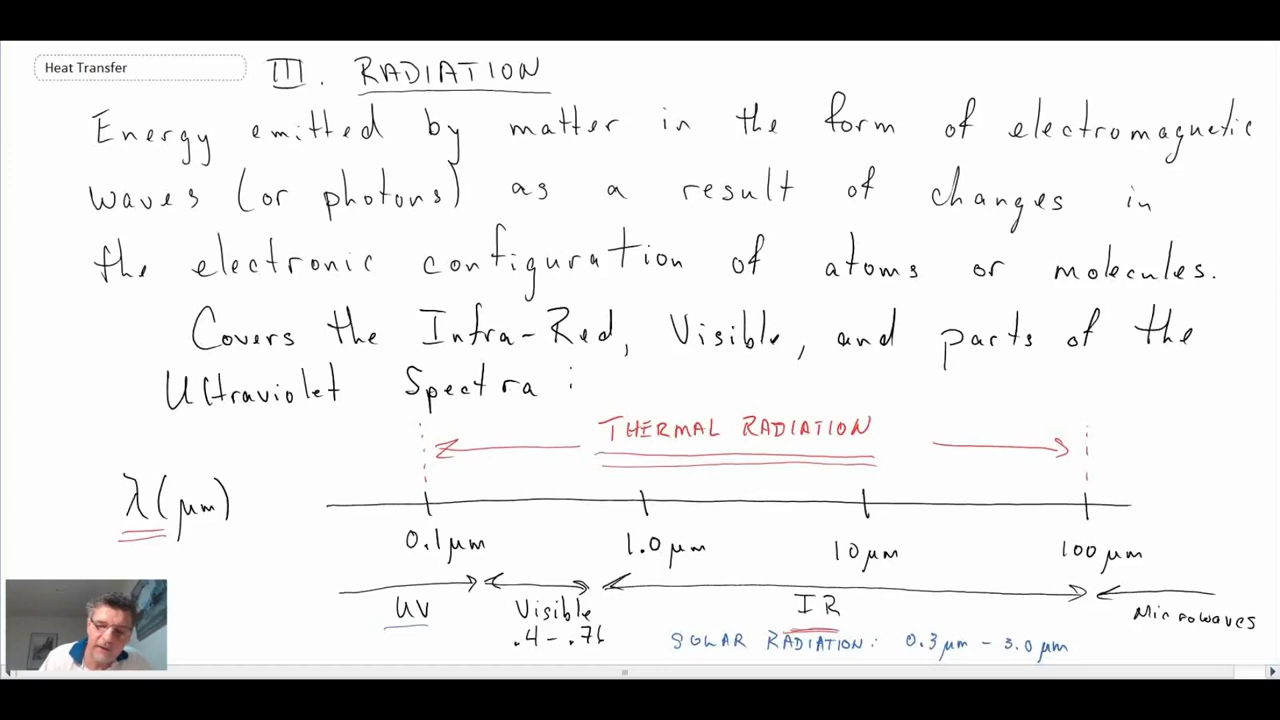 Heat Transfer
III. RADIATION
Energy emitted by matter in the form of electromagnetic
waves (or photons) as a result of changes in
the electronic configuration of atoms or molecules.
Covers the Infra-Red, Visible, and parts of the
Ultraviolet Spectra:
THERMAL RADIATION
λ(μm)
0.1μm 1.0μm 10μm 100μm
UV Visible IR Microwaves
.4 - .76
SOLAR RADIATION: 0.3μm - 3.0μm